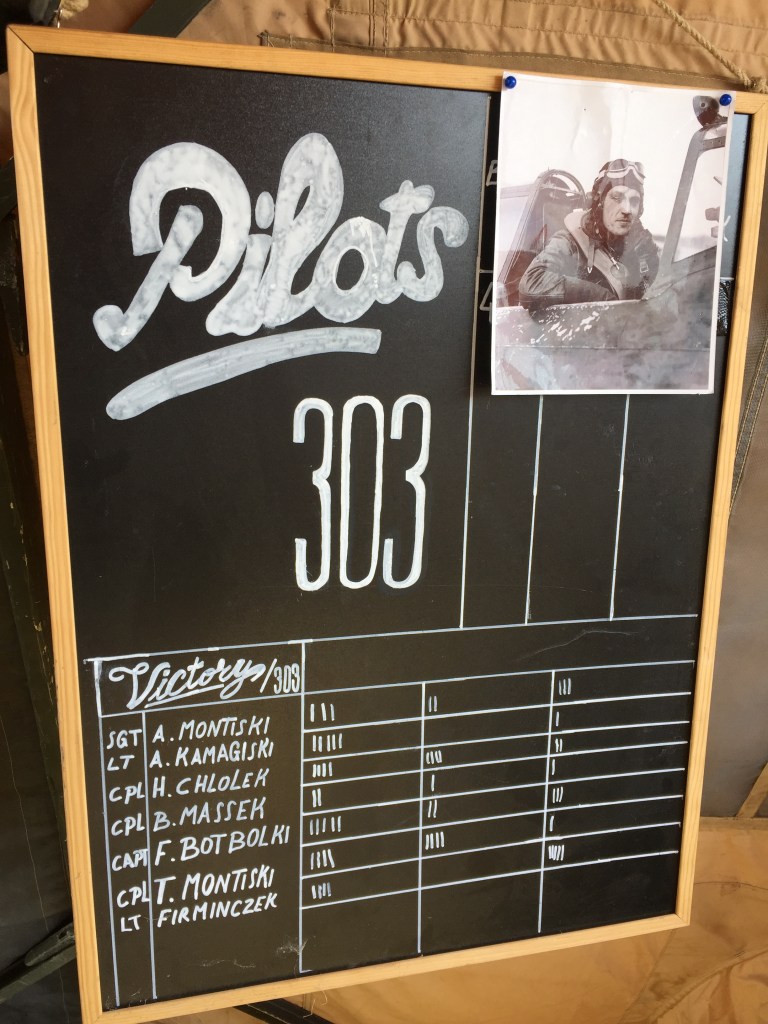 Pilots
303
Victory/303
SGT A. MONTISKI
LT A. KAMAGISKI
CPL H. CHLOLEK
CPL B. MASSEK
CAPT F. BOTBOLKI
CPL T. MONTISKI
LT FIRMINCZEK